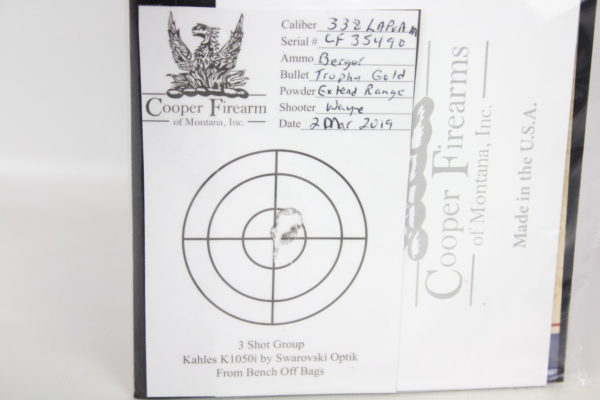 Caliber 338 LAPUA m
Serial # CF 35490
Ammo Berger
Bullet Trophy Gold
Powder Extend Range
Shooter Wayne
Date 2 Mar 2019
Cooper Firearm
of Montana, Inc.
3 Shot Group
Kahles K1050i by Swarovski Optik
From Bench Off Bags
Cooper Firearms
of Montana, Inc.
Made in the U.S.A.